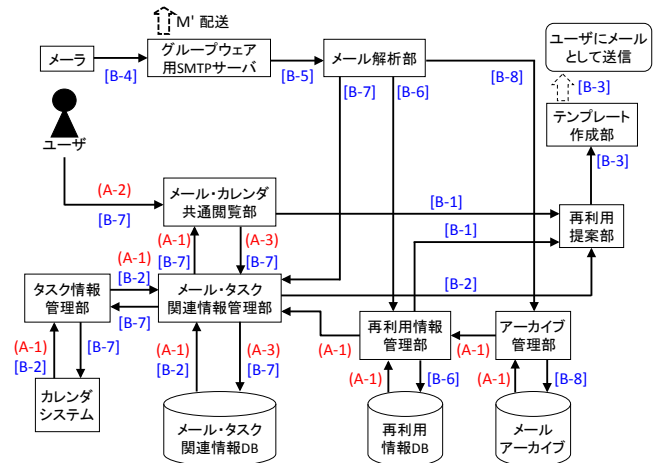 M' 配送
メーラ
[B-4]
グループウェア
用SMTPサーバ
[B-5]
メール解析部
[B-7]
[B-6]
[B-8]
ユーザにメール
として送信
[B-3]
テンプレート
作成部
[B-3]
ユーザ
(A-2)
[B-7]
メール・カレンダ
共通閲覧部
[B-1]
[B-1]
再利用
提案部
(A-1)
[B-7]
(A-3)
[B-7]
(A-1)
[B-2]
[B-2]
タスク情報
管理部
[B-7]
メール・タスク
関連情報管理部
再利用情報
管理部
アーカイブ
管理部
(A-1)
(A-1)
(A-1)
[B-2]
[B-7]
(A-1)
[B-2]
(A-3)
[B-7]
(A-1)
[B-6]
(A-1)
[B-8]
カレンダ
システム
メール・タスク
関連情報DB
再利用
情報DB
メール
アーカイブ